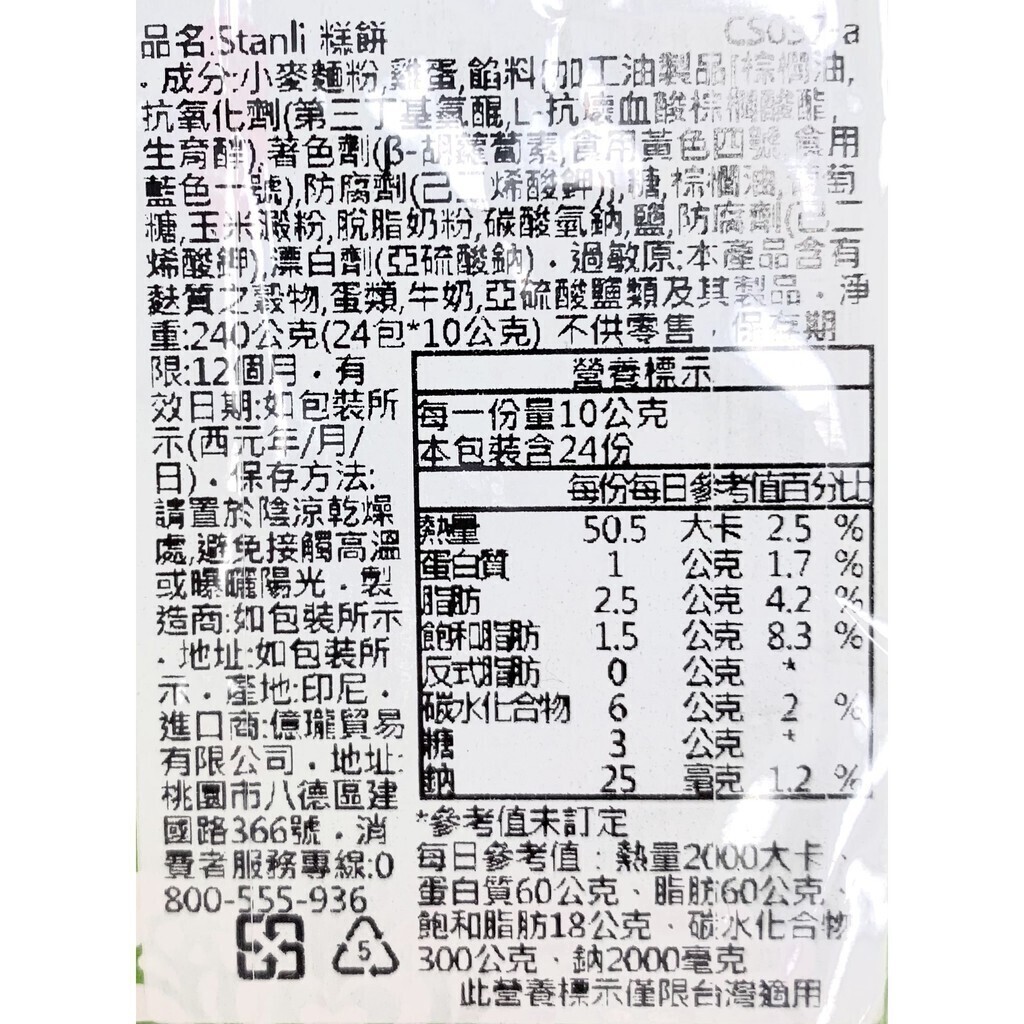 品名:Stanli 糕餅
．成分:小麥麵粉,雞蛋,餡料(加工油製品[棕櫚油,
抗氧化劑(第三丁基氫醌,L-抗壞血酸棕櫚酸酯,
生育醇),著色劑(β-胡蘿蔔素,食用黃色四號,食用
藍色一號),防腐劑(己二烯酸鉀)],糖,棕櫚油,葡萄
糖,玉米澱粉,脫脂奶粉,碳酸氫鈉,鹽,防腐劑(己二
烯酸鉀),漂白劑(亞硫酸鈉)．過敏原:本產品含有
麩質之穀物,蛋類,牛奶,亞硫酸鹽類及其製品．淨
重:240公克(24包*10公克) 不供零售．保存期
限:12個月．有
效日期:如包裝所
示(西元年/月/
日)．保存方法:
請置於陰涼乾燥
處,避免接觸高溫
或曝曬陽光．製
造商:如包裝所示
．地址:如包裝所
示．產地:印尼．
進口商:億瓏貿易
有限公司．地址:
桃園市八德區建
國路366號．消
費者服務專線:0
800-555-936
營養標示
每一份量10公克
本包裝含24份
每份每日參考值百分比
熱量 50.5 大卡 2.5 %
蛋白質 1 公克 1.7 %
脂肪 2.5 公克 4.2 %
飽和脂肪 1.5 公克 8.3 %
反式脂肪 0 公克 *
碳水化合物 6 公克 2 %
糖 3 公克 *
鈉 25 毫克 1.2 %
*參考值未訂定
每日參考值：熱量2000大卡、
蛋白質60公克、脂肪60公克、
飽和脂肪18公克、碳水化合物
300公克、鈉2000毫克
此營養標示僅限台灣適用
5